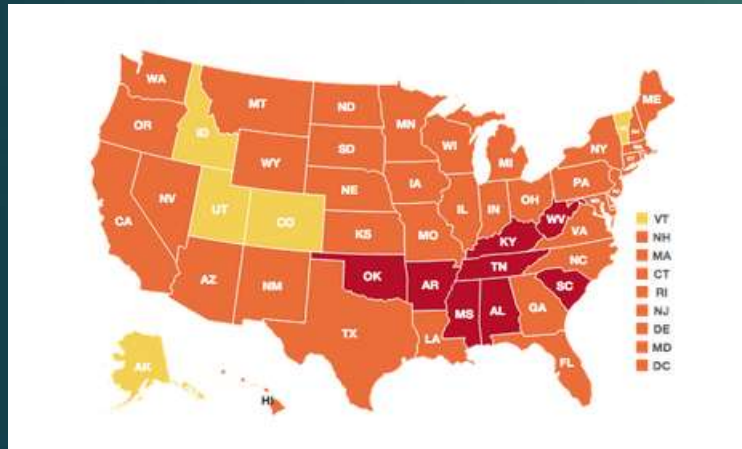 WA
MT
ND
MN
ME
OR
ID
SD
WI
MI
NY
WY
NE
IA
PA
NV
UT
CO
IL
IN
OH
CA
KS
MO
WV
VA
KY
AZ
NM
OK
AR
TN
NC
SC
MS
AL
GA
TX
LA
FL
AK
HI
VT
NH
MA
CT
RI
NJ
DE
MD
DC